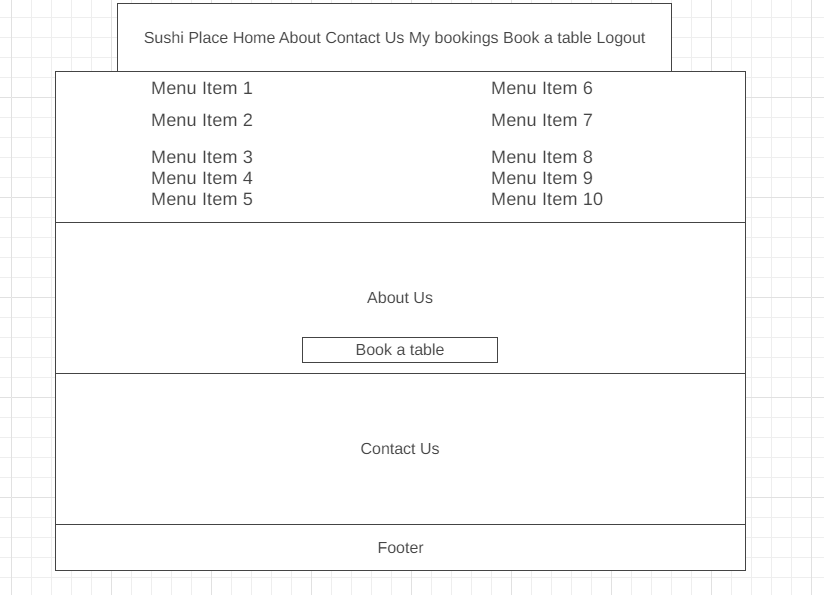 Sushi Place Home About Contact Us My bookings Book a table Logout
Menu Item 1
Menu Item 2
Menu Item 3
Menu Item 4
Menu Item 5
Menu Item 6
Menu Item 7
Menu Item 8
Menu Item 9
Menu Item 10
About Us
Book a table
Contact Us
Footer